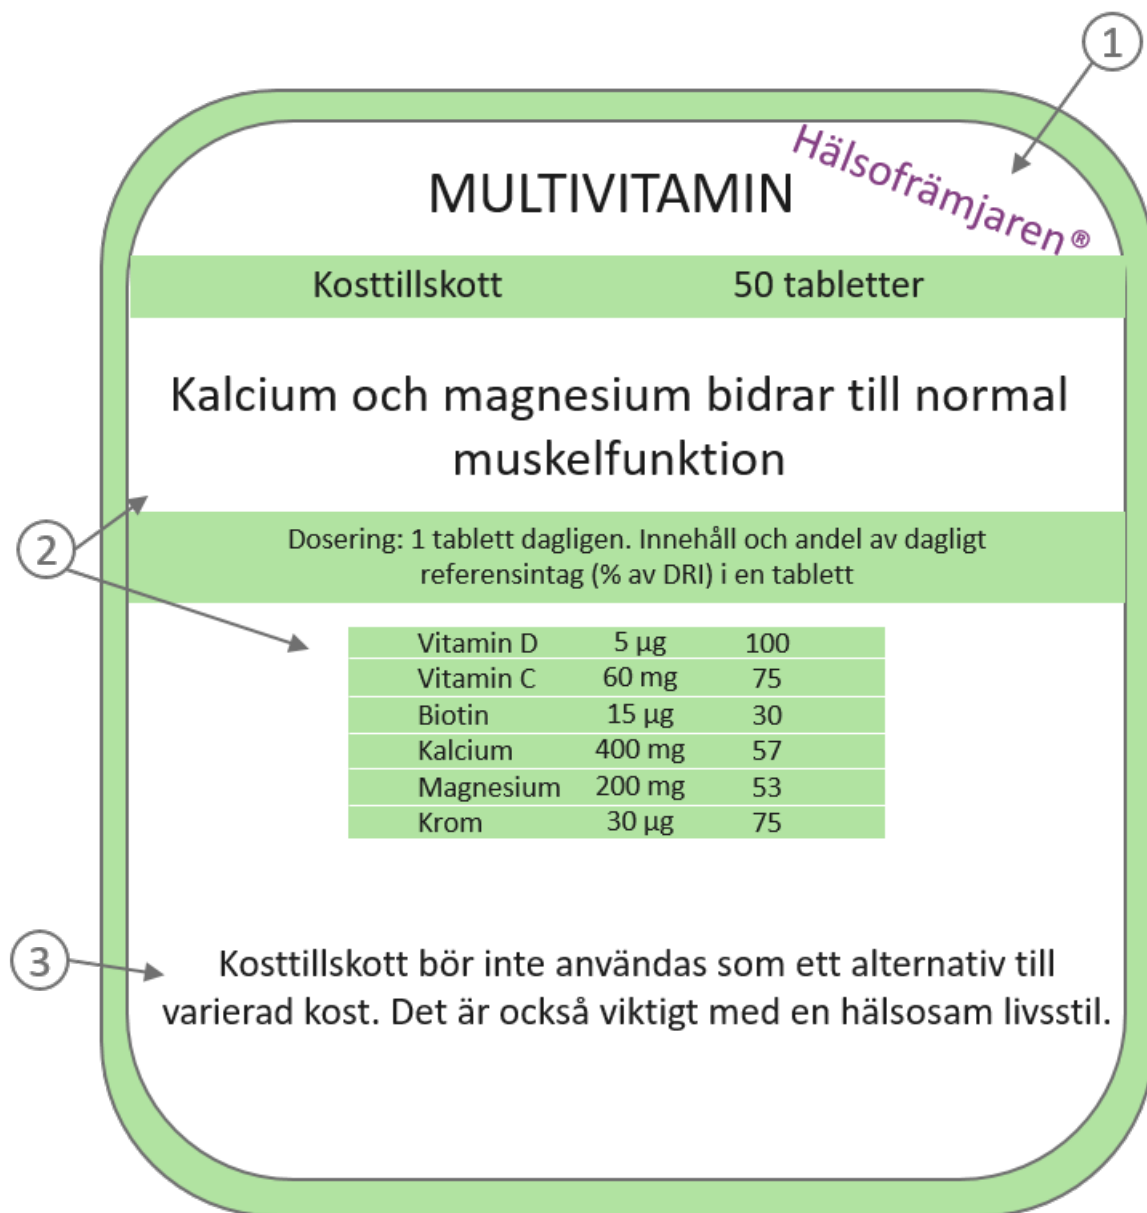 1
Hälsofrämjaren®
MULTIVITAMIN
Kosttillskott 50 tabletter
Kalcium och magnesium bidrar till normal
muskelfunktion
2
Dosering: 1 tablett dagligen. Innehåll och andel av dagligt
referensintag (% av DRI) i en tablett
Vitamin D 5 µg 100
Vitamin C 60 mg 75
Biotin 15 µg 30
Kalcium 400 mg 57
Magnesium 200 mg 53
Krom 30 µg 75
3
Kosttillskott bör inte användas som ett alternativ till
varierad kost. Det är också viktigt med en hälsosam livsstil.